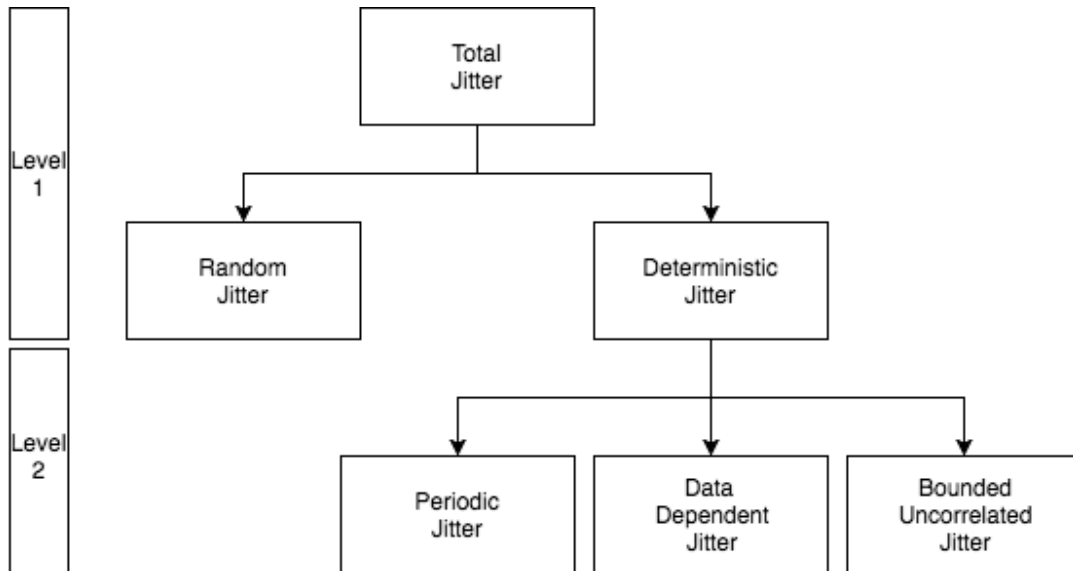 Total
Jitter
Level
1
Random
Jitter
Deterministic
Jitter
Level
2
Periodic
Jitter
Data
Dependent
Jitter
Bounded
Uncorrelated
Jitter